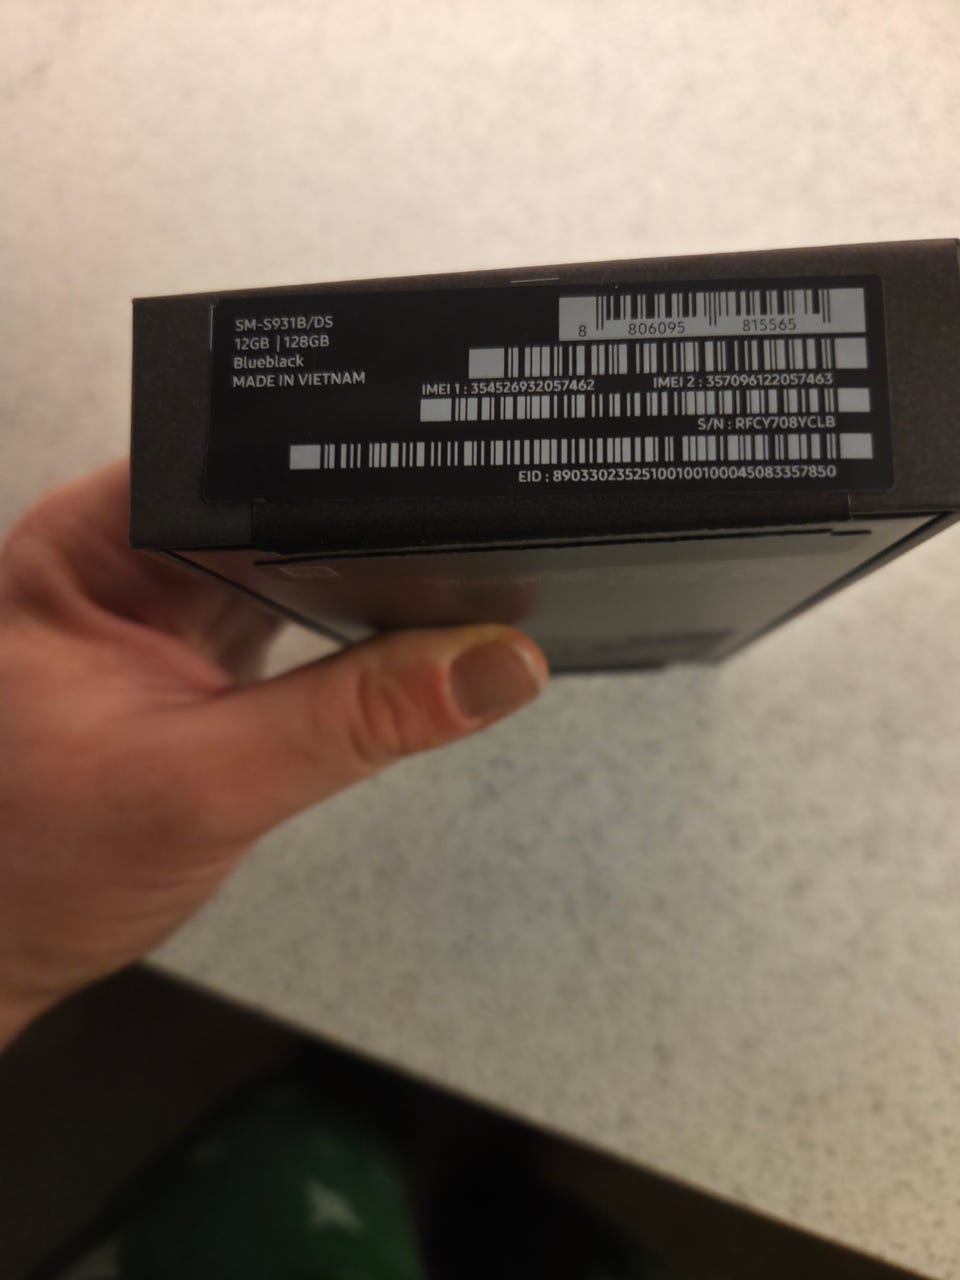 SM-S931B/DS
12GB | 128GB
Blueblack
MADE IN VIETNAM
8 806095 815565
IMEI 1 : 354526932057462 IMEI 2 : 357096122057463
S/N : RFCY708YCLB
EID : 89033023525100100100045083357850